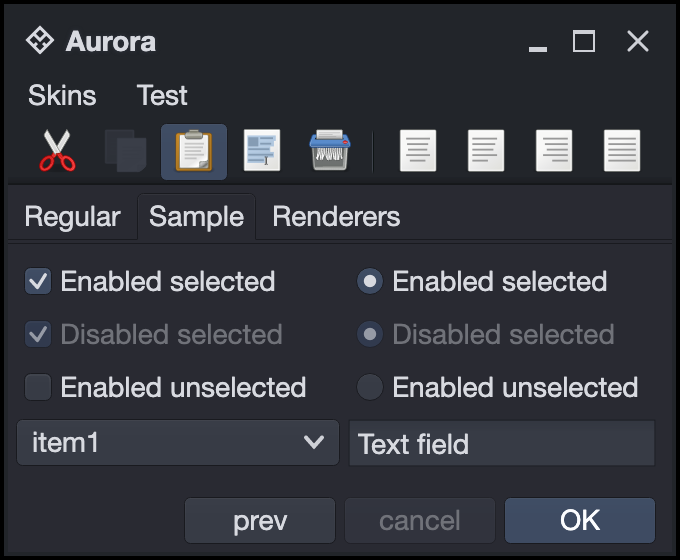 Aurora
Skins Test
Regular Sample Renderers
Enabled selected Enabled selected
Disabled selected Disabled selected
Enabled unselected Enabled unselected
item1 Text field
prev cancel OK